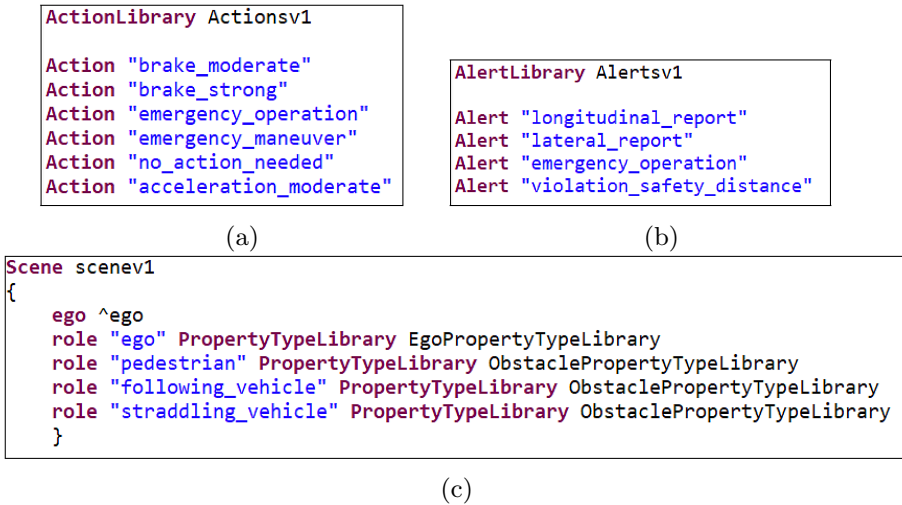 ActionLibrary Actionsv1
Action "brake_moderate"
Action "brake_strong"
Action "emergency_operation"
Action "emergency_maneuver"
Action "no_action_needed"
Action "acceleration_moderate"
(a)
AlertLibrary Alertsv1
Alert "longitudinal_report"
Alert "lateral_report"
Alert "emergency_operation"
Alert "violation_safety_distance"
(b)
Scene scenev1
{
ego ^ego
role "ego" PropertyTypeLibrary EgoPropertyTypeLibrary
role "pedestrian" PropertyTypeLibrary ObstaclePropertyTypeLibrary
role "following_vehicle" PropertyTypeLibrary ObstaclePropertyTypeLibrary
role "straddling_vehicle" PropertyTypeLibrary ObstaclePropertyTypeLibrary
}
(c)